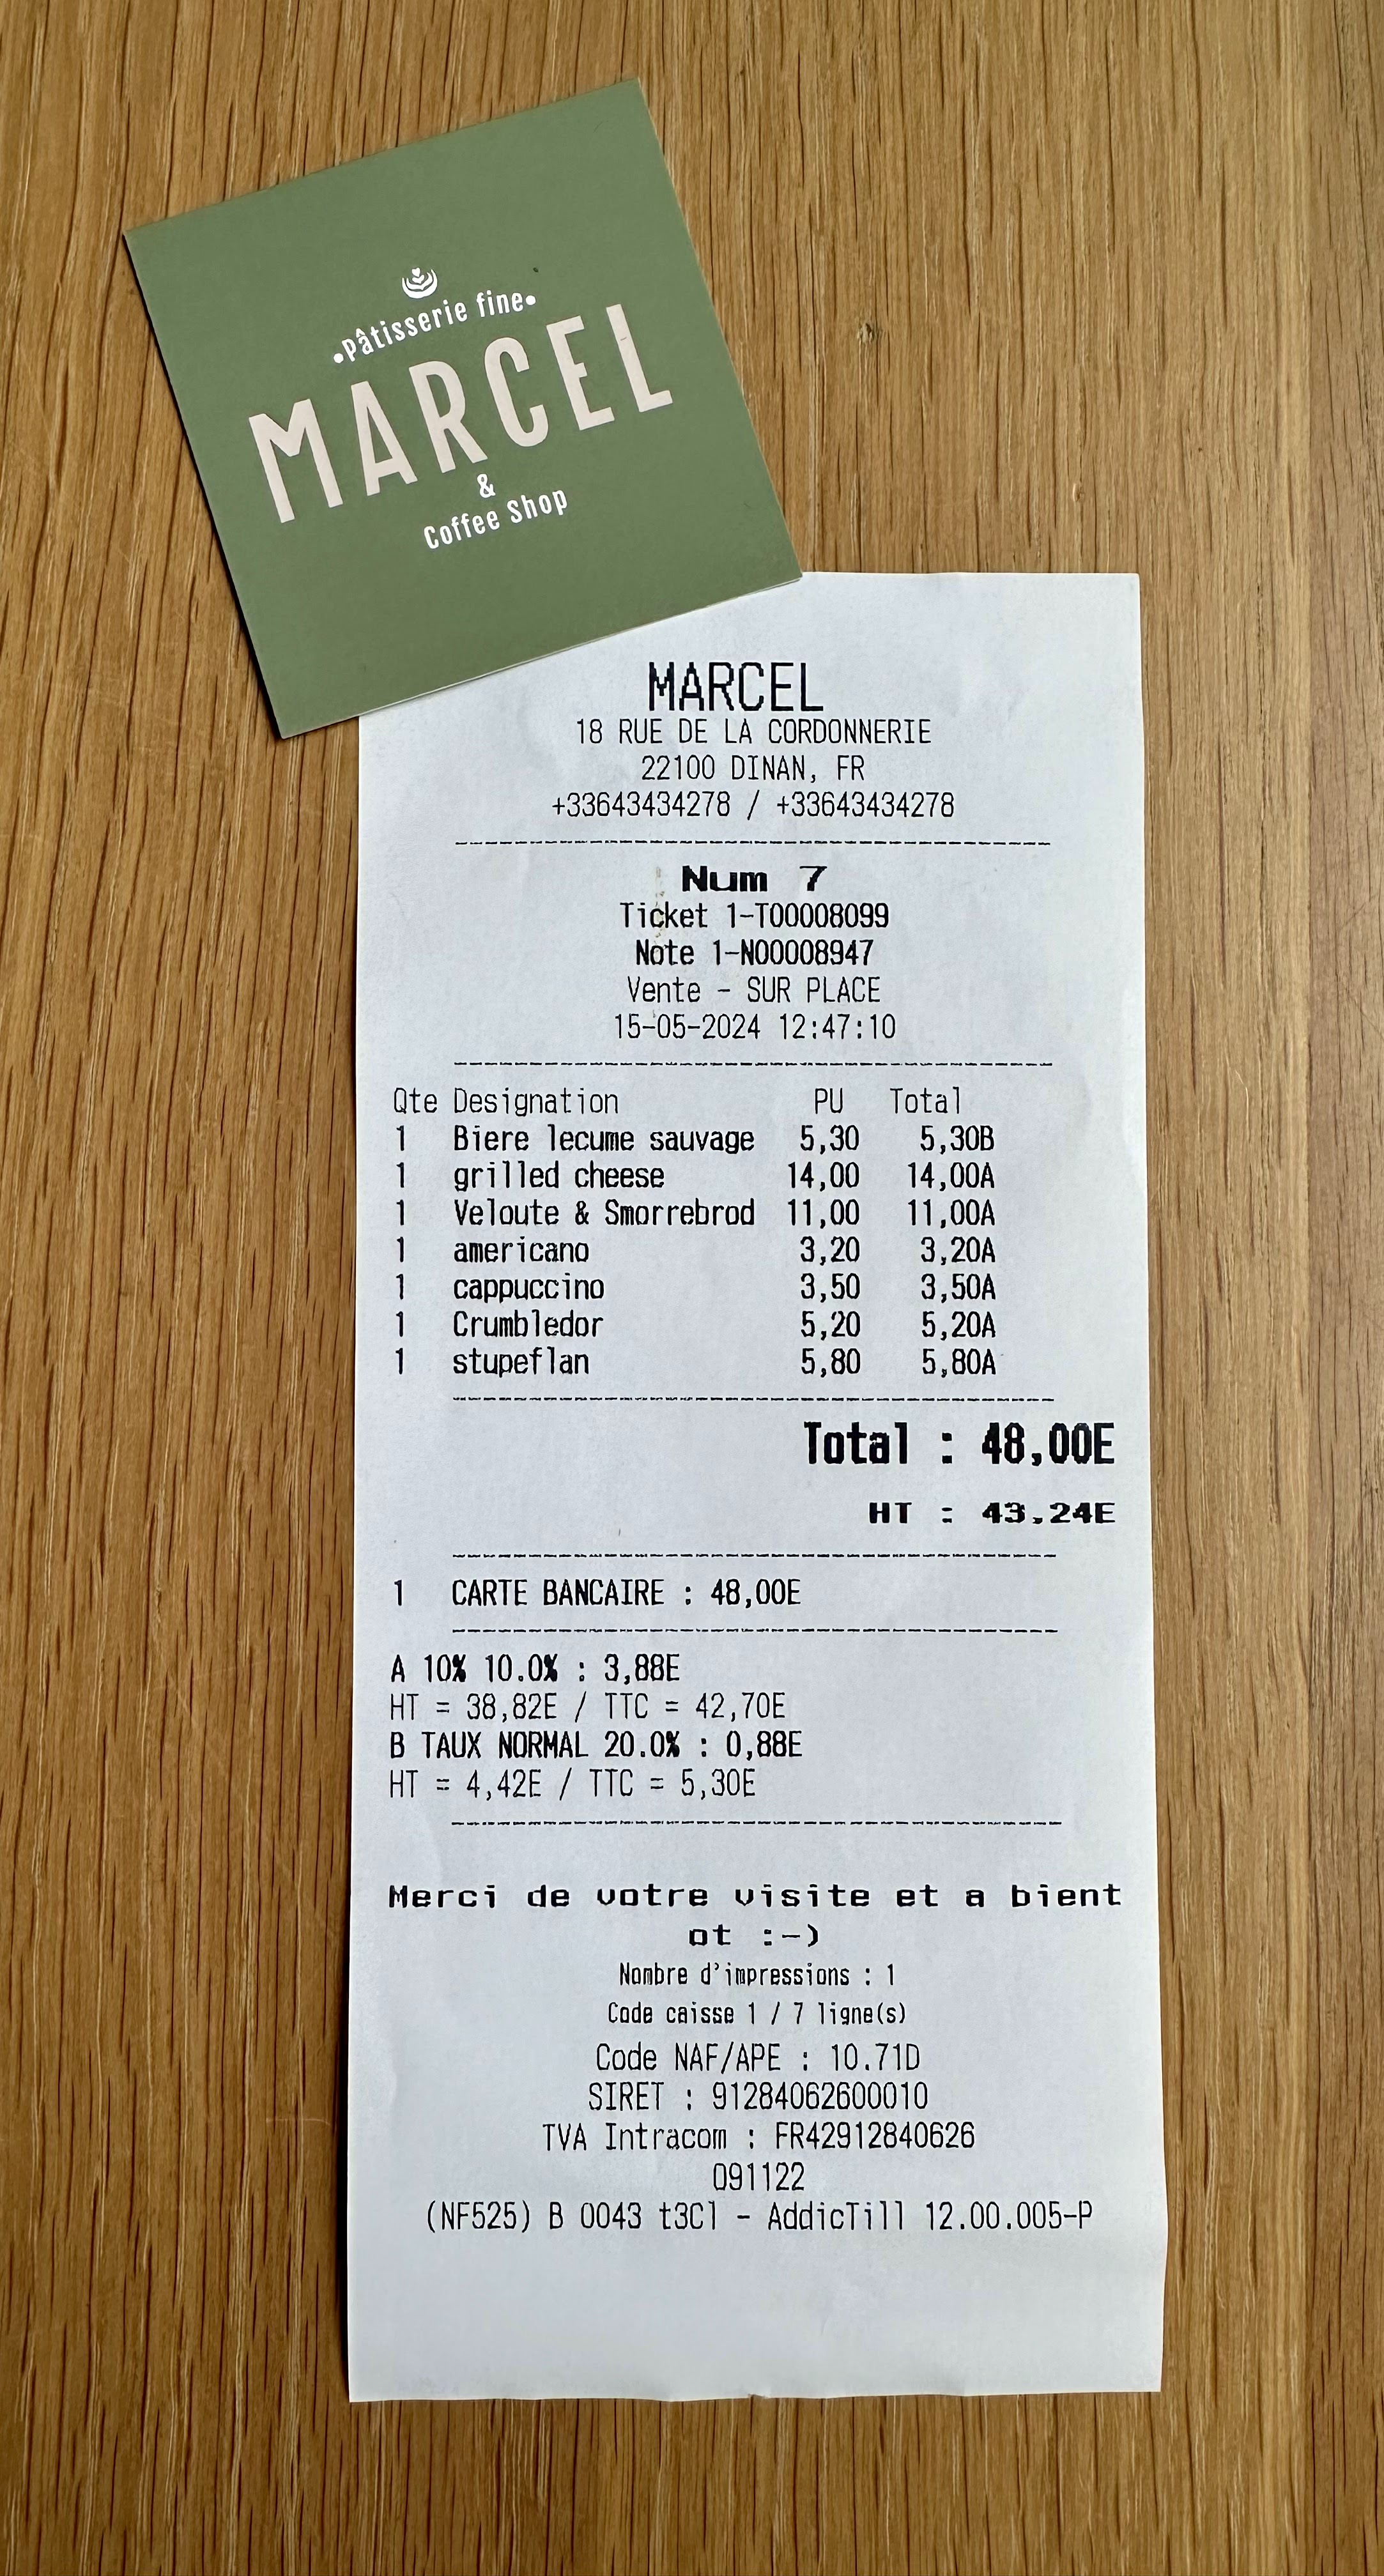 •Pâtisserie fine•
MARCEL
&
Coffee Shop
MARCEL
18 RUE DE LA CORDONNERIE
22100 DINAN, FR
+33643434278 / +33643434278
Num 7
Ticket 1-T00008099
Note 1-N00008947
Vente - SUR PLACE
15-05-2024 12:47:10
Qte Designation PU Total
1 Biere lecume sauvage 5,30 5,30B
1 grilled cheese 14,00 14,00A
1 Veloute & Smorrebrod 11,00 11,00A
1 americano 3,20 3,20A
1 cappuccino 3,50 3,50A
1 Crumbledor 5,20 5,20A
1 stupeflan 5,80 5,80A
Total : 48,00E
HT : 43,24E
1 CARTE BANCAIRE : 48,00E
A 10% 10.0% : 3,88E
HT = 38,82E / TTC = 42,70E
B TAUX NORMAL 20.0% : 0,88E
HT = 4,42E / TTC = 5,30E
Merci de votre visite et a bient
ot :-)
Nombre d'impressions : 1
Code caisse 1 / 7 ligne(s)
Code NAF/APE : 10.71D
SIRET : 91284062600010
TVA Intracom : FR42912840626
091122
(NF525) B 0043 t3Cl - AddicTill 12.00.005-P